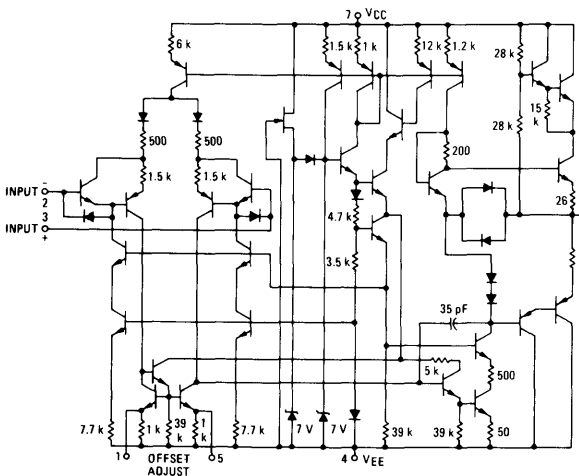 7 VCC
6 k
1.5 k
1 k
12 k
1.2 k
28 k
15
k
500
500
1.5 k
1.5 k
28 k
200
26
INPUT -
2
3
INPUT +
4.7 k
3.5 k
35 pF
5 k
500
7.7 k
1 k
39
k
1
k
7.7 k
7 V
7 V
39 k
39
k
50
1
OFFSET
ADJUST
5
4
VEE